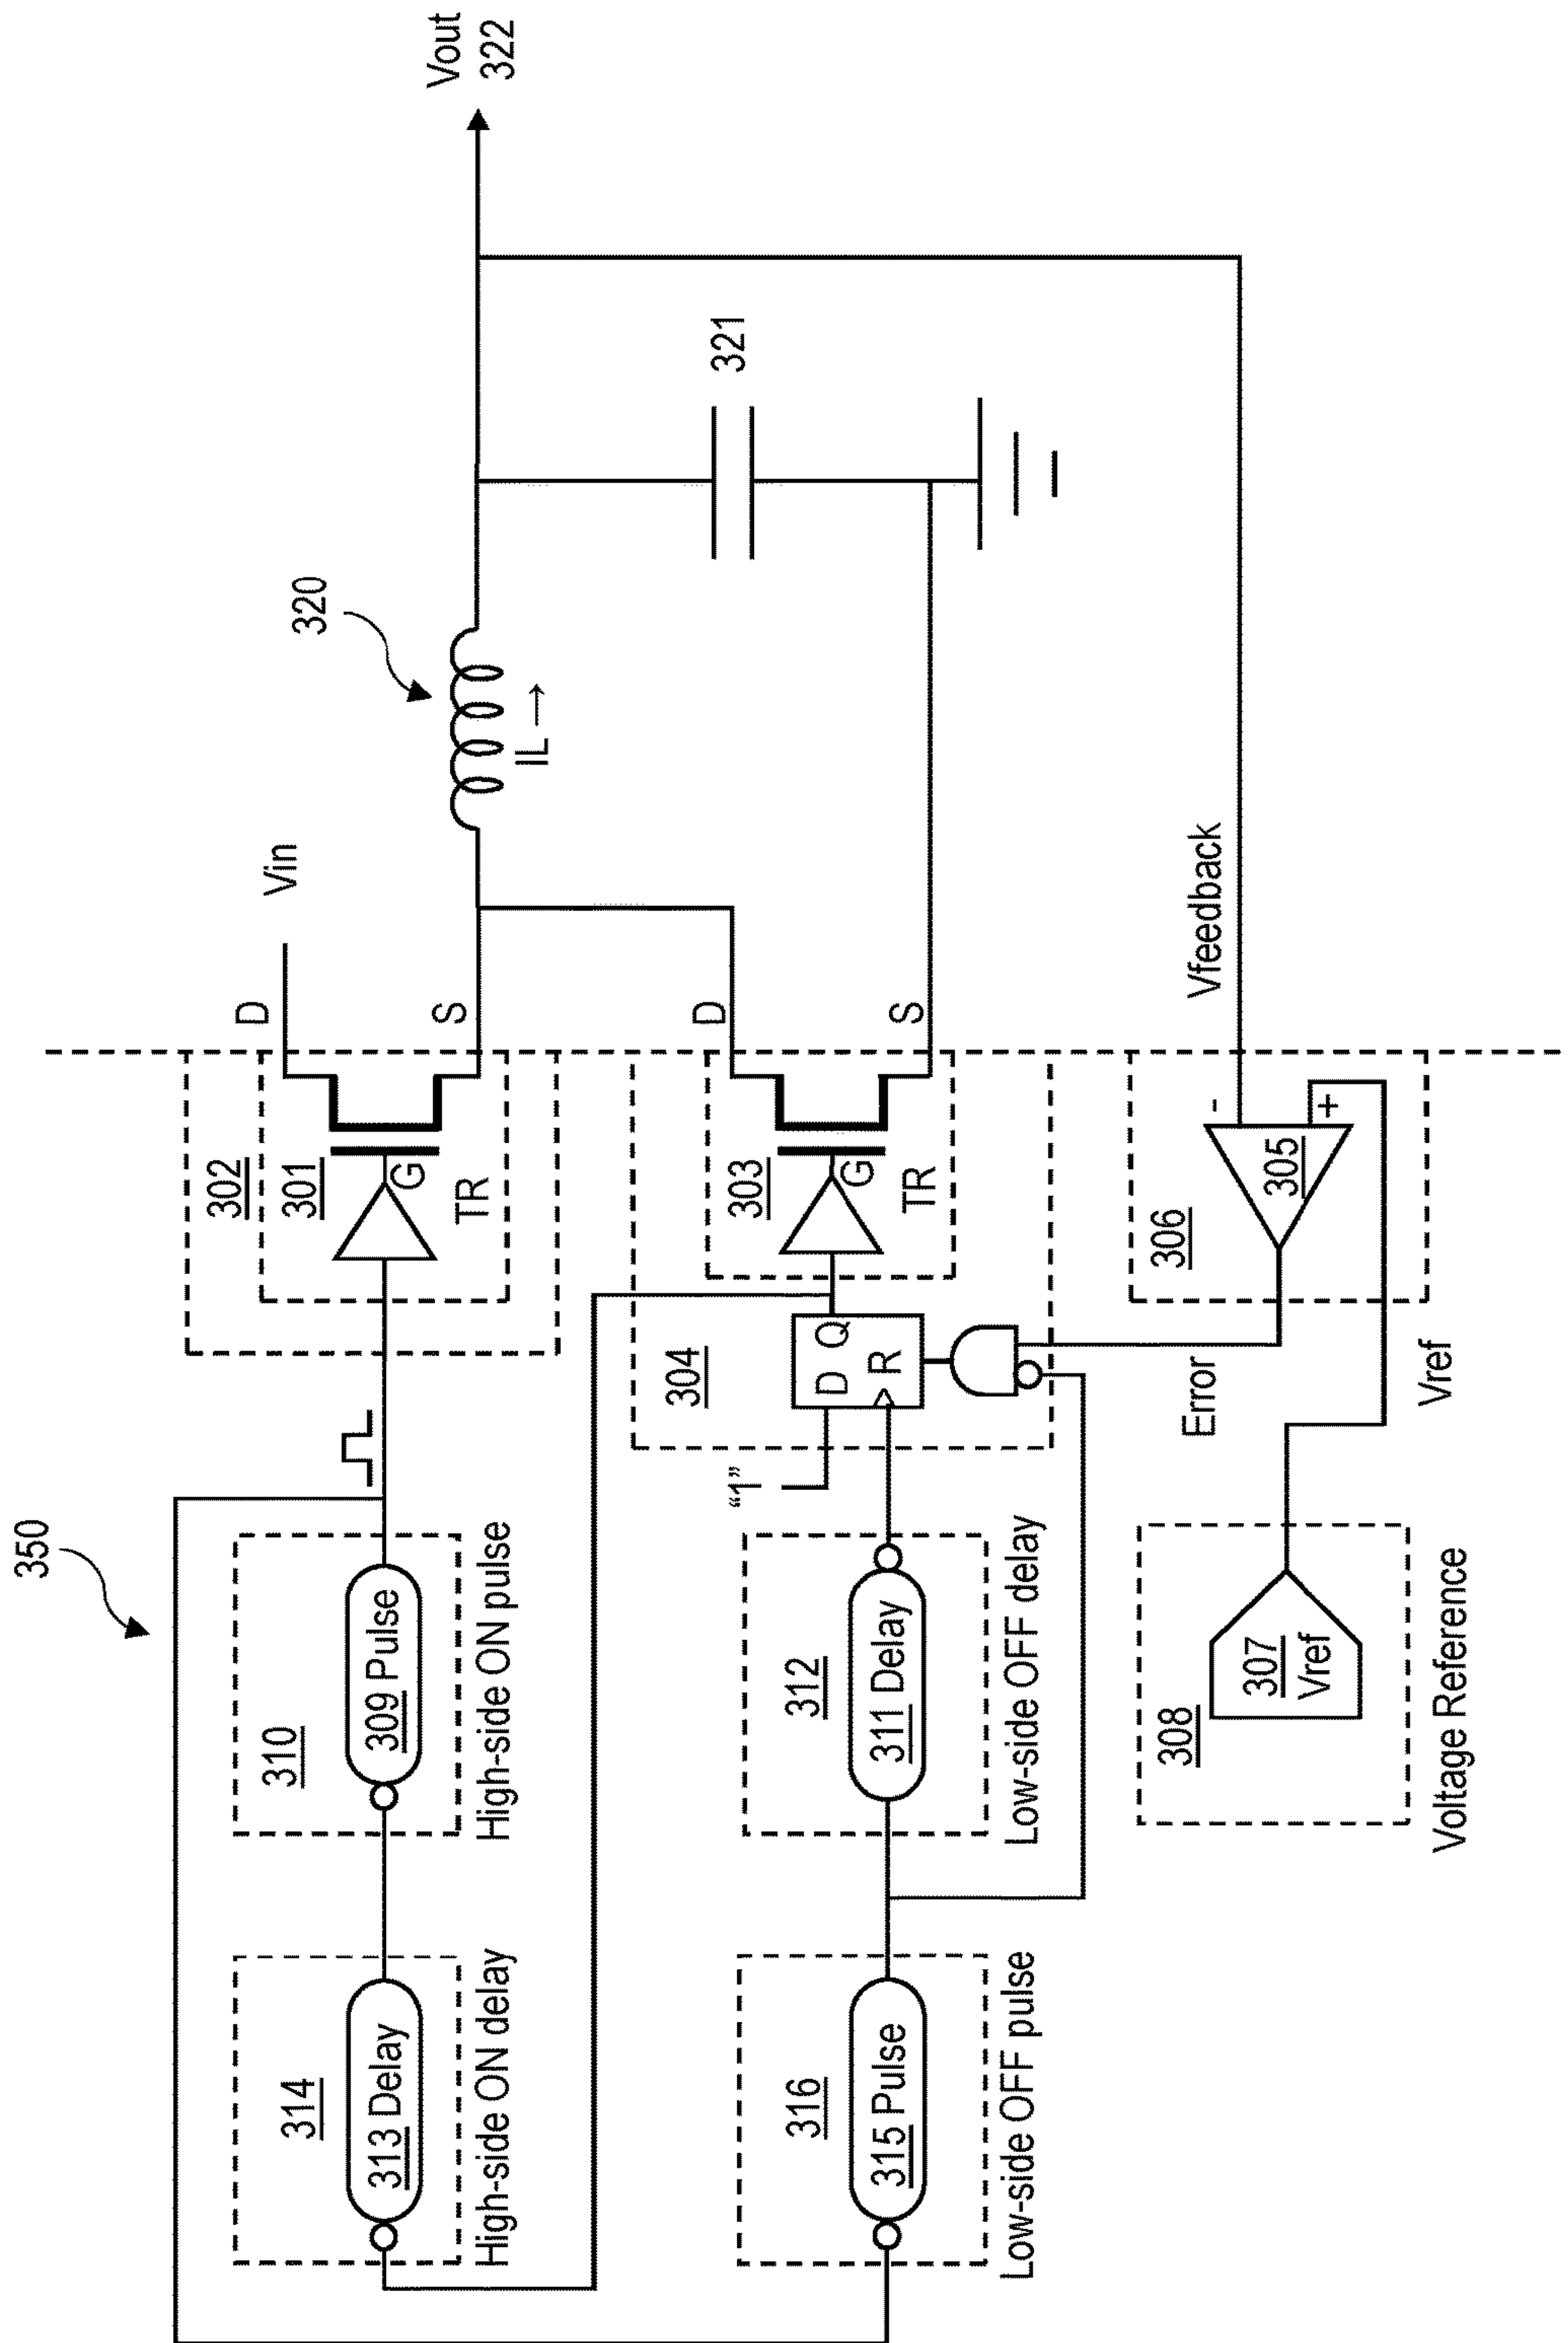 350
314
313 Delay
High-side ON delay
310
309 Pulse
High-side ON pulse
302
301
G
TR
D
S
Vin
320
IL →
Vout
322
321
316
315 Pulse
Low-side OFF pulse
312
311 Delay
Low-side OFF delay
"1"
304
D Q
R
303
G
TR
D
S
308
307
Vref
Voltage Reference
Error
Vref
306
305
-
+
Vfeedback